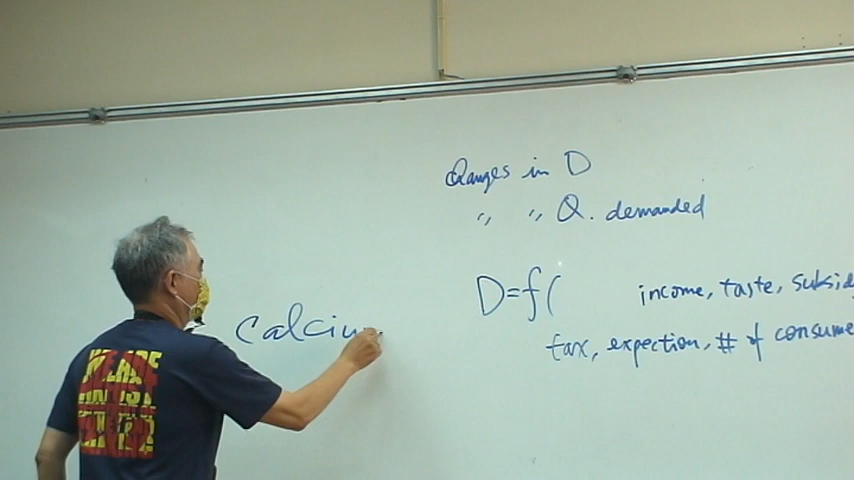 Changes in D
" " Q. demanded
D=f( income, taste, subsid
tax, expection, # of consume
Calciu